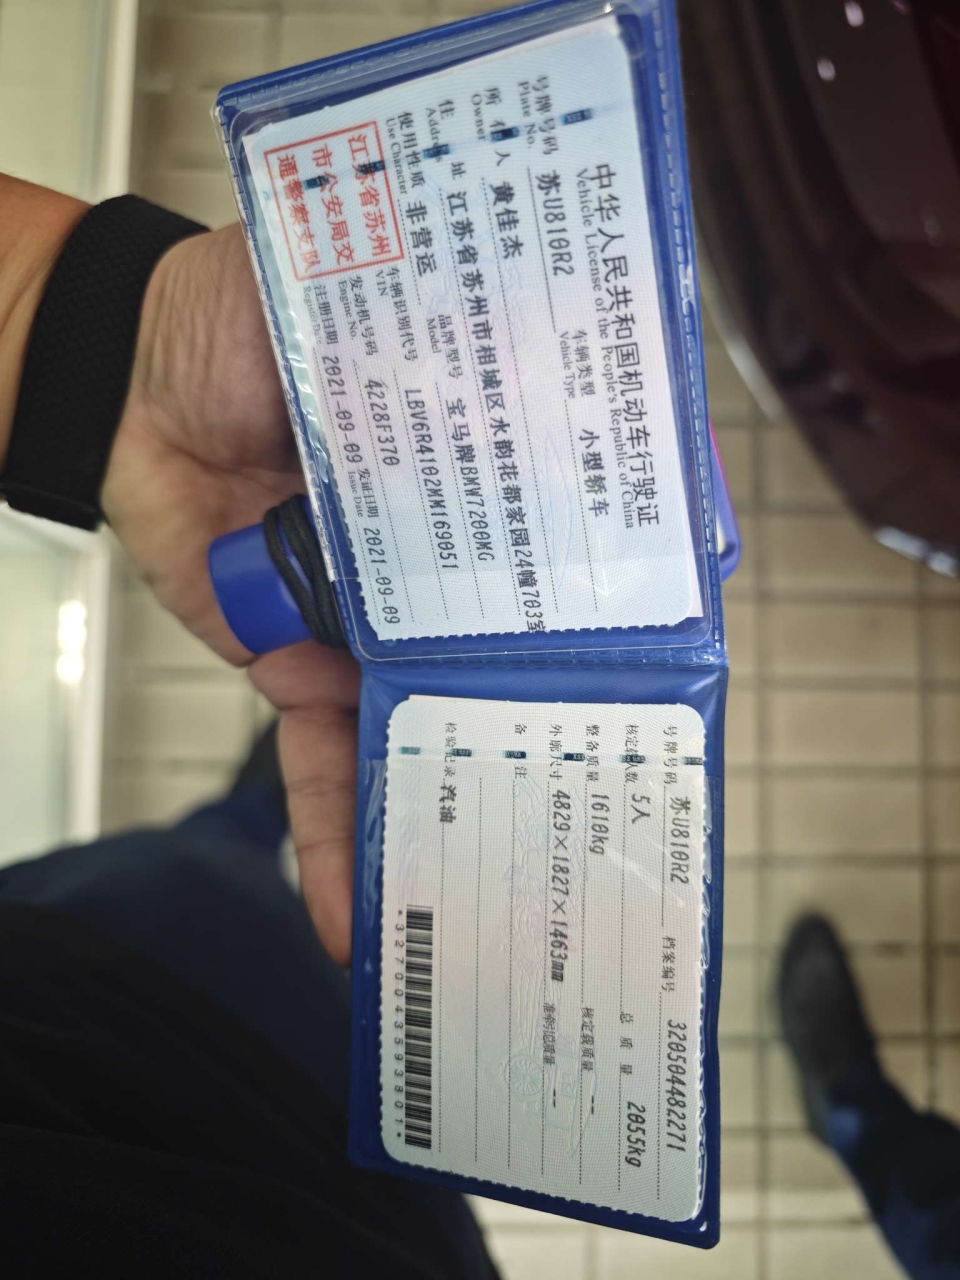 中华人民共和国机动车行驶证
Vehicle License of the People's Republic of China
号牌号码 苏U810R2 车辆类型 小型轿车
Plate No. Vehicle Type
所有人 黄佳杰
Owner
住 址 江苏省苏州市相城区水韵花都家园24幢703室
Address
使用性质 非营运 品牌型号 宝马牌BMW7200MG
Use Character Model
江苏省苏州
市公安局交
通警察支队
车辆识别代号 LBV6R4102MM169051
VIN
发动机号码 4228F370
Engine No.
注册日期 2021-09-09 发证日期 2021-09-09
Register Date Issue Date
号牌号码 苏U810R2 档案编号 320504482271
核定载人数 5人 总 质 量 2055kg
整备质量 1610kg 核定载质量 --
外廓尺寸 4829×1827×1463mm 准牵引总质量 --
备 注
检验记录 汽油
*3270043593801*